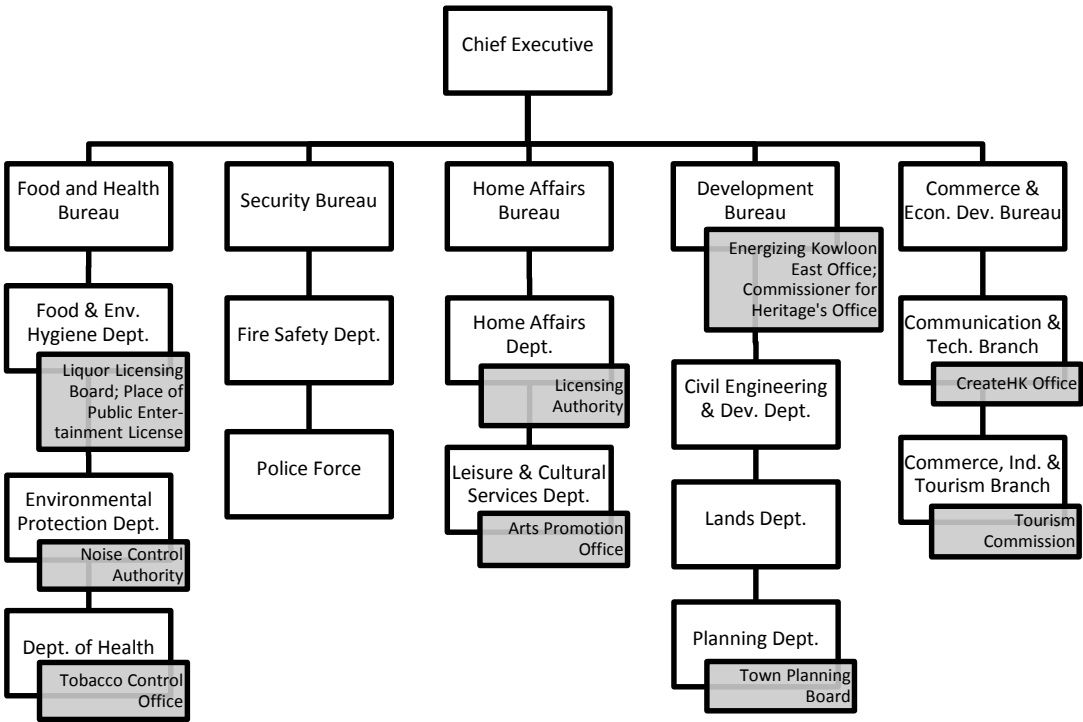 Chief Executive
Food and Health
Bureau
Security Bureau
Home Affairs
Bureau
Development
Bureau
Commerce &
Econ. Dev. Bureau
Energizing Kowloon
East Office;
Commissioner for
Heritage's Office
Food & Env.
Hygiene Dept.
Liquor Licensing
Board; Place of
Public Enter-
tainment License
Fire Safety Dept.
Home Affairs
Dept.
Licensing
Authority
Civil Engineering
& Dev. Dept.
Communication &
Tech. Branch
CreateHK Office
Environmental
Protection Dept.
Noise Control
Authority
Police Force
Leisure & Cultural
Services Dept.
Arts Promotion
Office
Lands Dept.
Commerce, Ind. &
Tourism Branch
Tourism
Commission
Dept. of Health
Tobacco Control
Office
Planning Dept.
Town Planning
Board